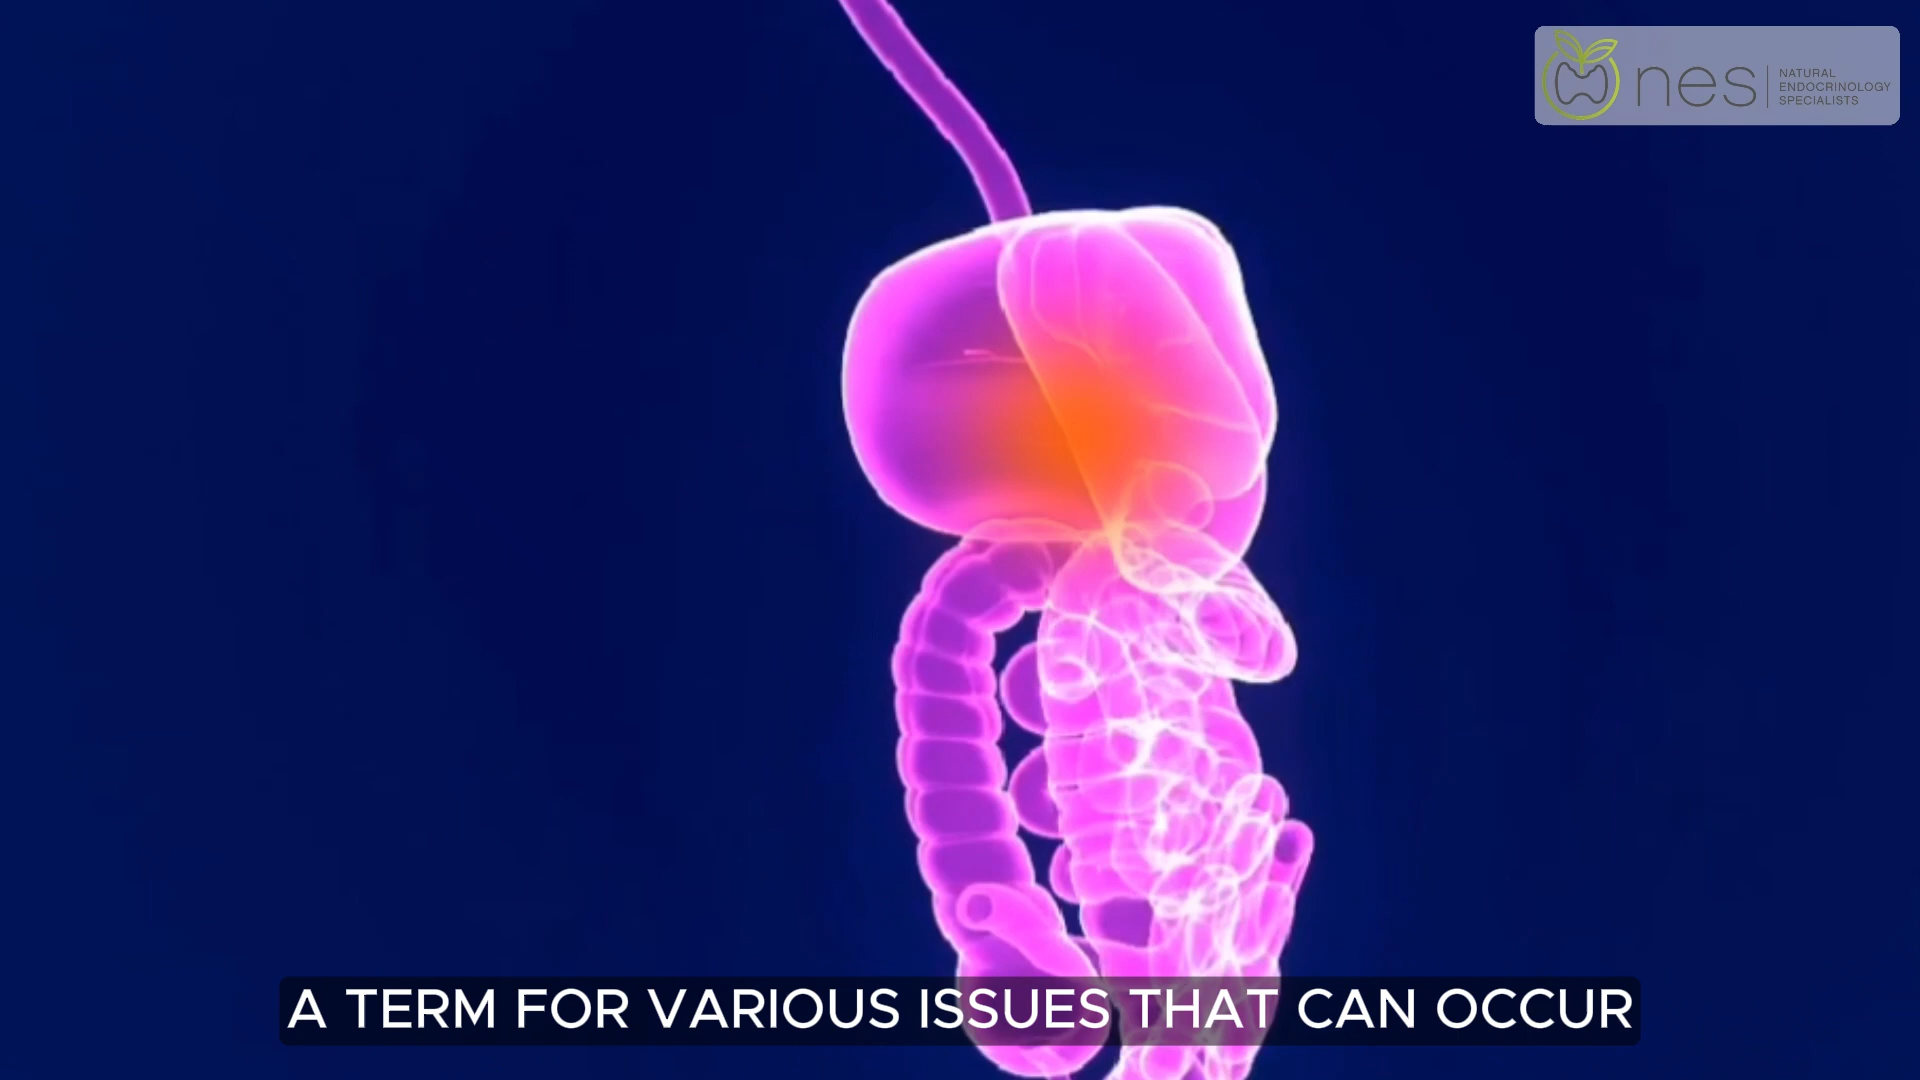 nes
NATURAL
ENDOCRINOLOGY
SPECIALISTS
A TERM FOR VARIOUS ISSUES THAT CAN OCCUR